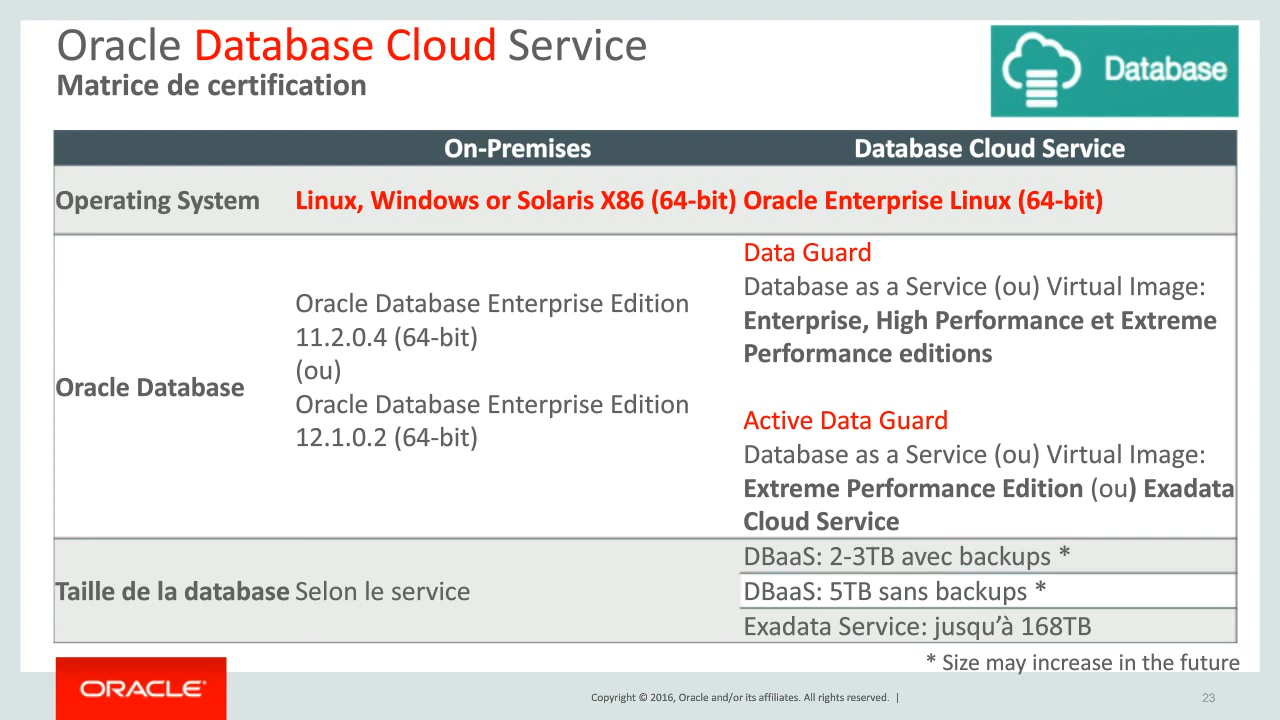 Oracle Database Cloud Service
Matrice de certification
Database
On-Premises
Database Cloud Service
Operating System
Linux, Windows or Solaris X86 (64-bit)
Oracle Enterprise Linux (64-bit)
Oracle Database
Oracle Database Enterprise Edition
11.2.0.4 (64-bit)
(ou)
Oracle Database Enterprise Edition
12.1.0.2 (64-bit)
Data Guard
Database as a Service (ou) Virtual Image:
Enterprise, High Performance et Extreme
Performance editions
Active Data Guard
Database as a Service (ou) Virtual Image:
Extreme Performance Edition (ou) Exadata
Cloud Service
Taille de la database
Selon le service
DBaaS: 2-3TB avec backups *
DBaaS: 5TB sans backups *
Exadata Service: jusqu’à 168TB
* Size may increase in the future
ORACLE®
Copyright © 2016, Oracle and/or its affiliates. All rights reserved. |
23